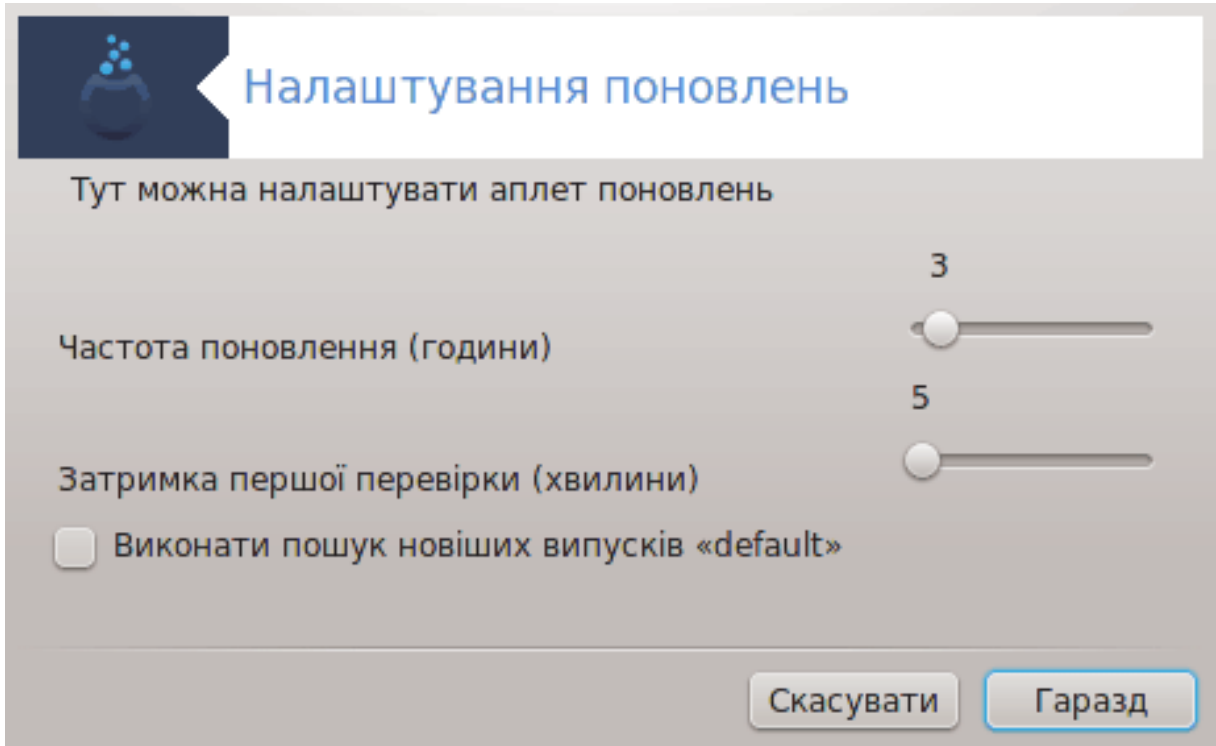 Налаштування поновлень
Тут можна налаштувати аплет поновлень
3
Частота поновлення (години)
5
Затримка першої перевірки (хвилини)
Виконати пошук новіших випусків «default»
Скасувати Гаразд